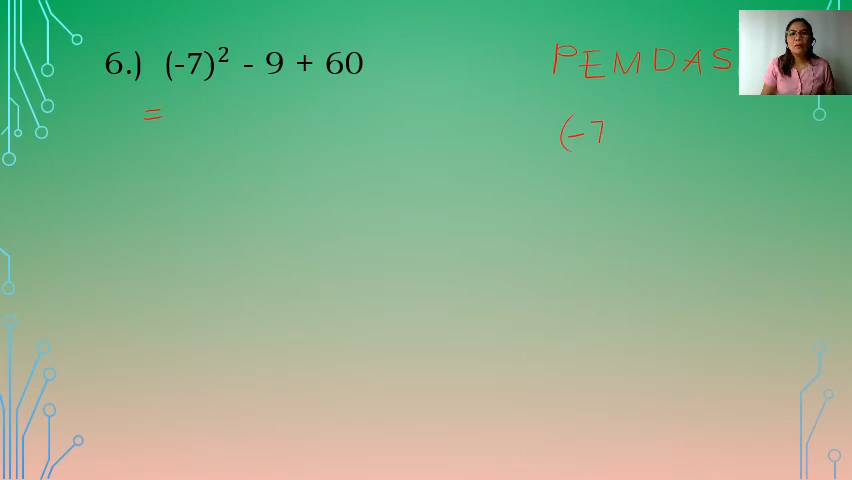 6.) (-7)² - 9 + 60
PEMDAS
=
(-7